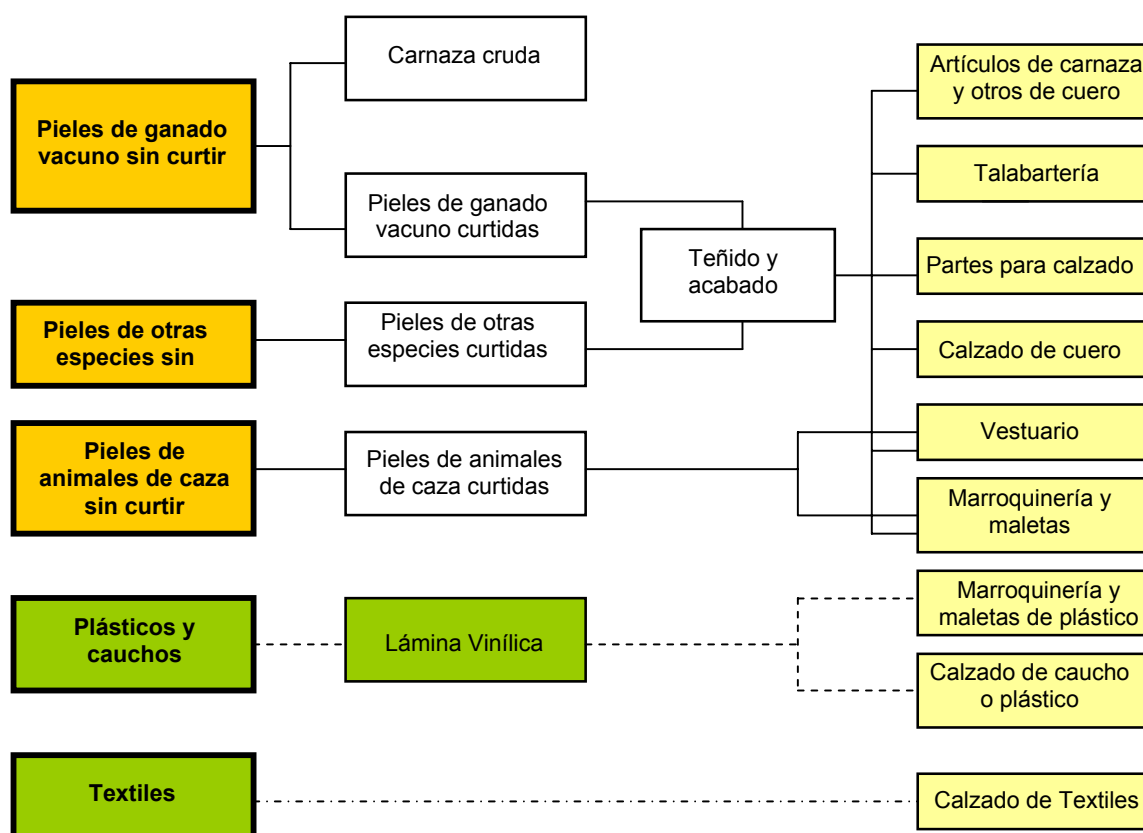 Carnaza cruda
Artículos de carnaza
y otros de cuero
Pieles de ganado
vacuno sin curtir
Talabartería
Pieles de ganado
vacuno curtidas
Teñido y
acabado
Partes para calzado
Pieles de otras
especies sin
Pieles de otras
especies curtidas
Calzado de cuero
Vestuario
Pieles de
animales de caza
sin curtir
Pieles de animales
de caza curtidas
Marroquinería y
maletas
Marroquinería y
maletas de plástico
Plásticos y
cauchos
Lámina Vinílica
Calzado de caucho
o plástico
Textiles
Calzado de Textiles